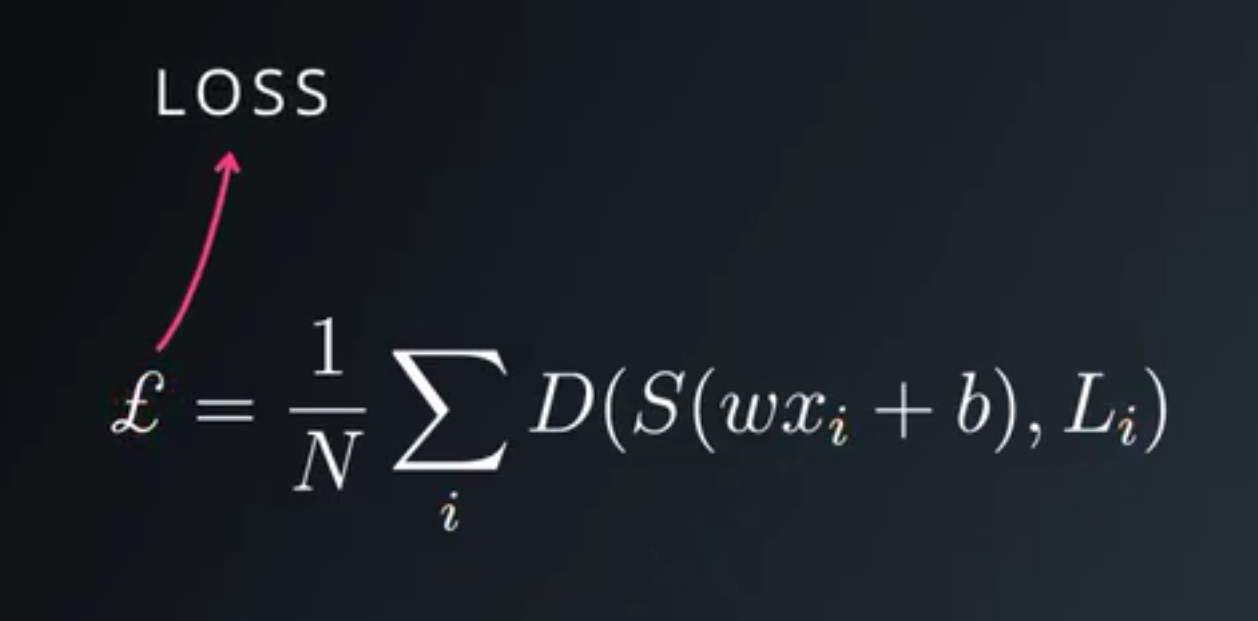 LOSS
£ = 1/N ∑_i D(S(wx_i + b), L_i)